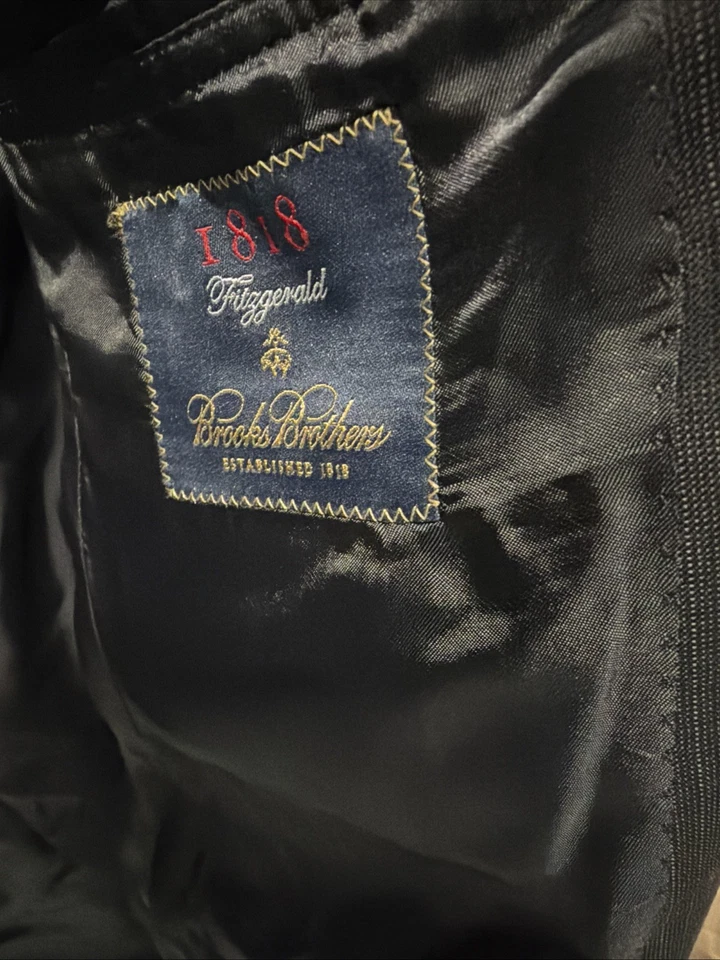 1818
Fitzgerald
Brooks Brothers
ESTABLISHED 1818